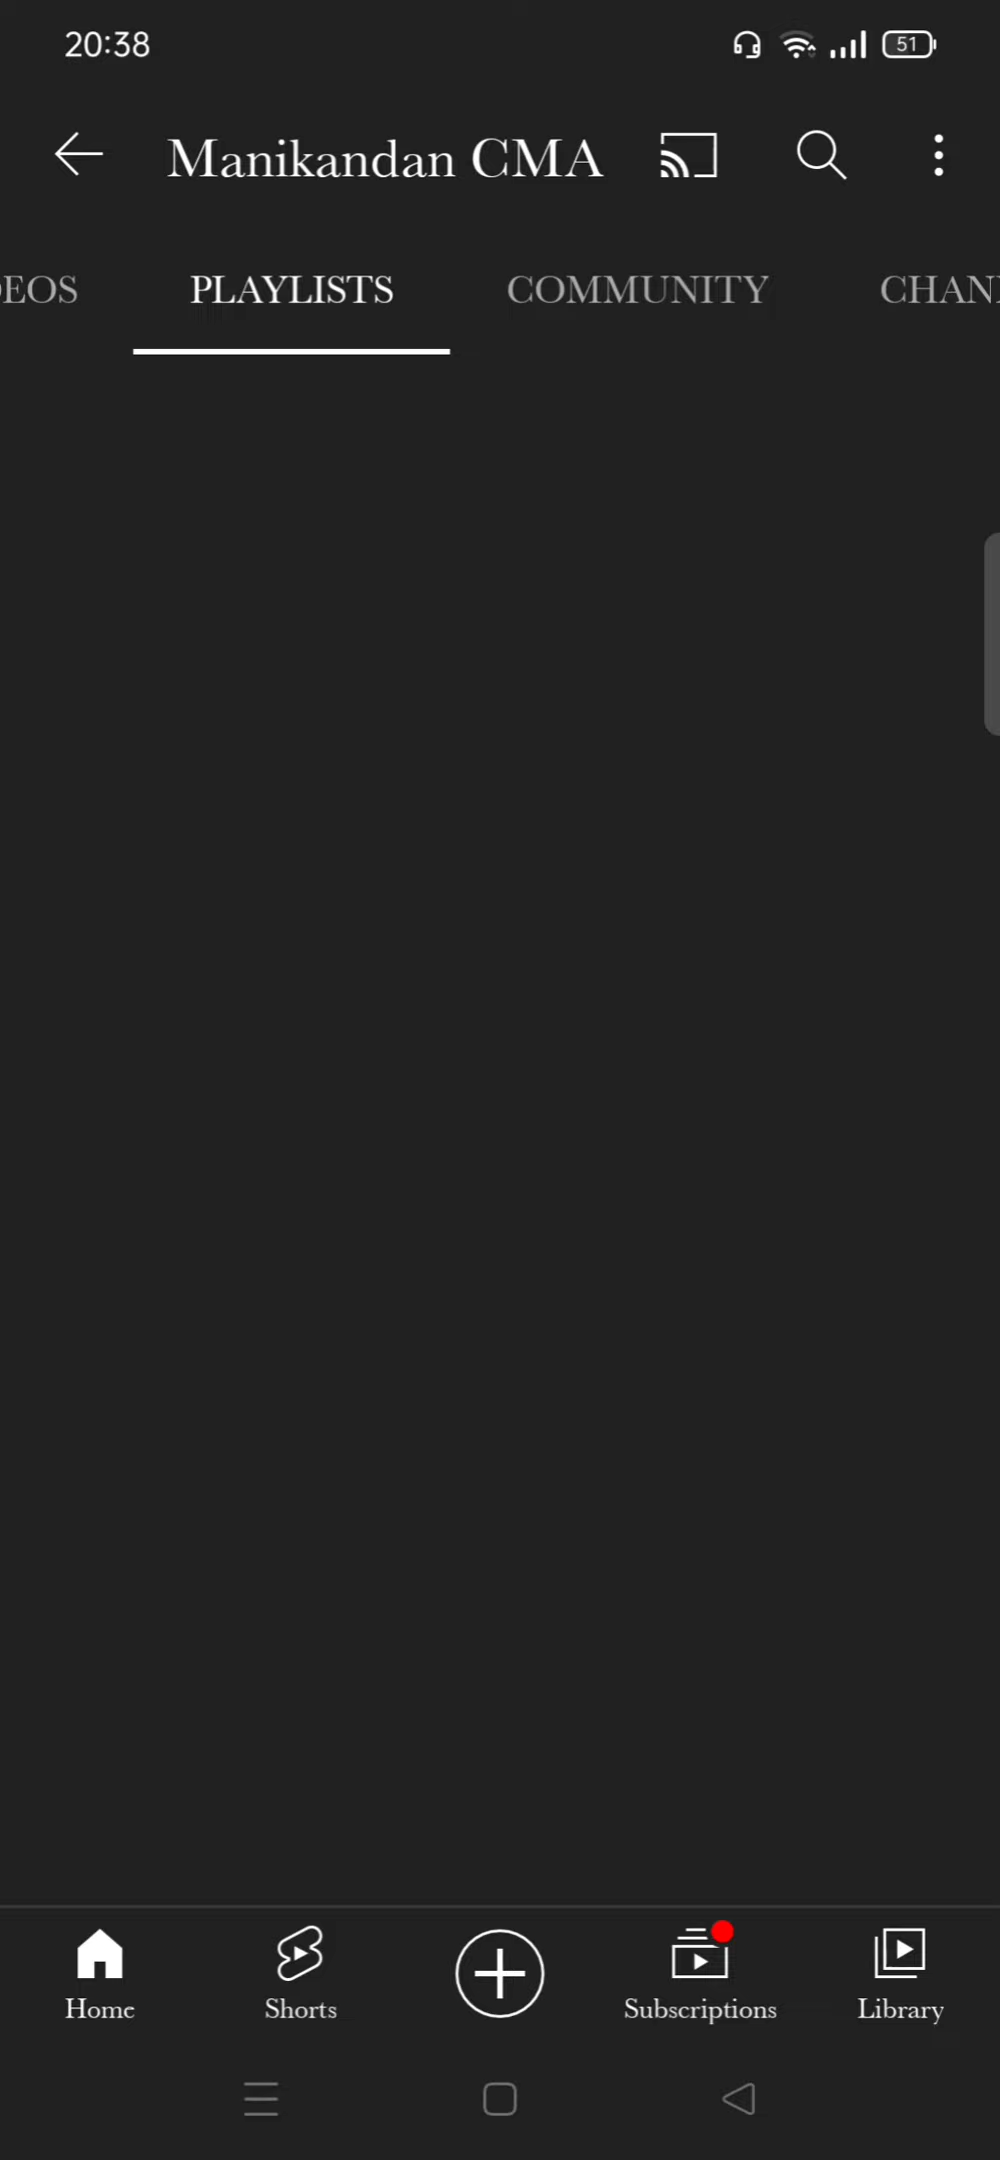 20:38
51
Manikandan CMA
EOS PLAYLISTS COMMUNITY CHAN
Home Shorts Subscriptions Library